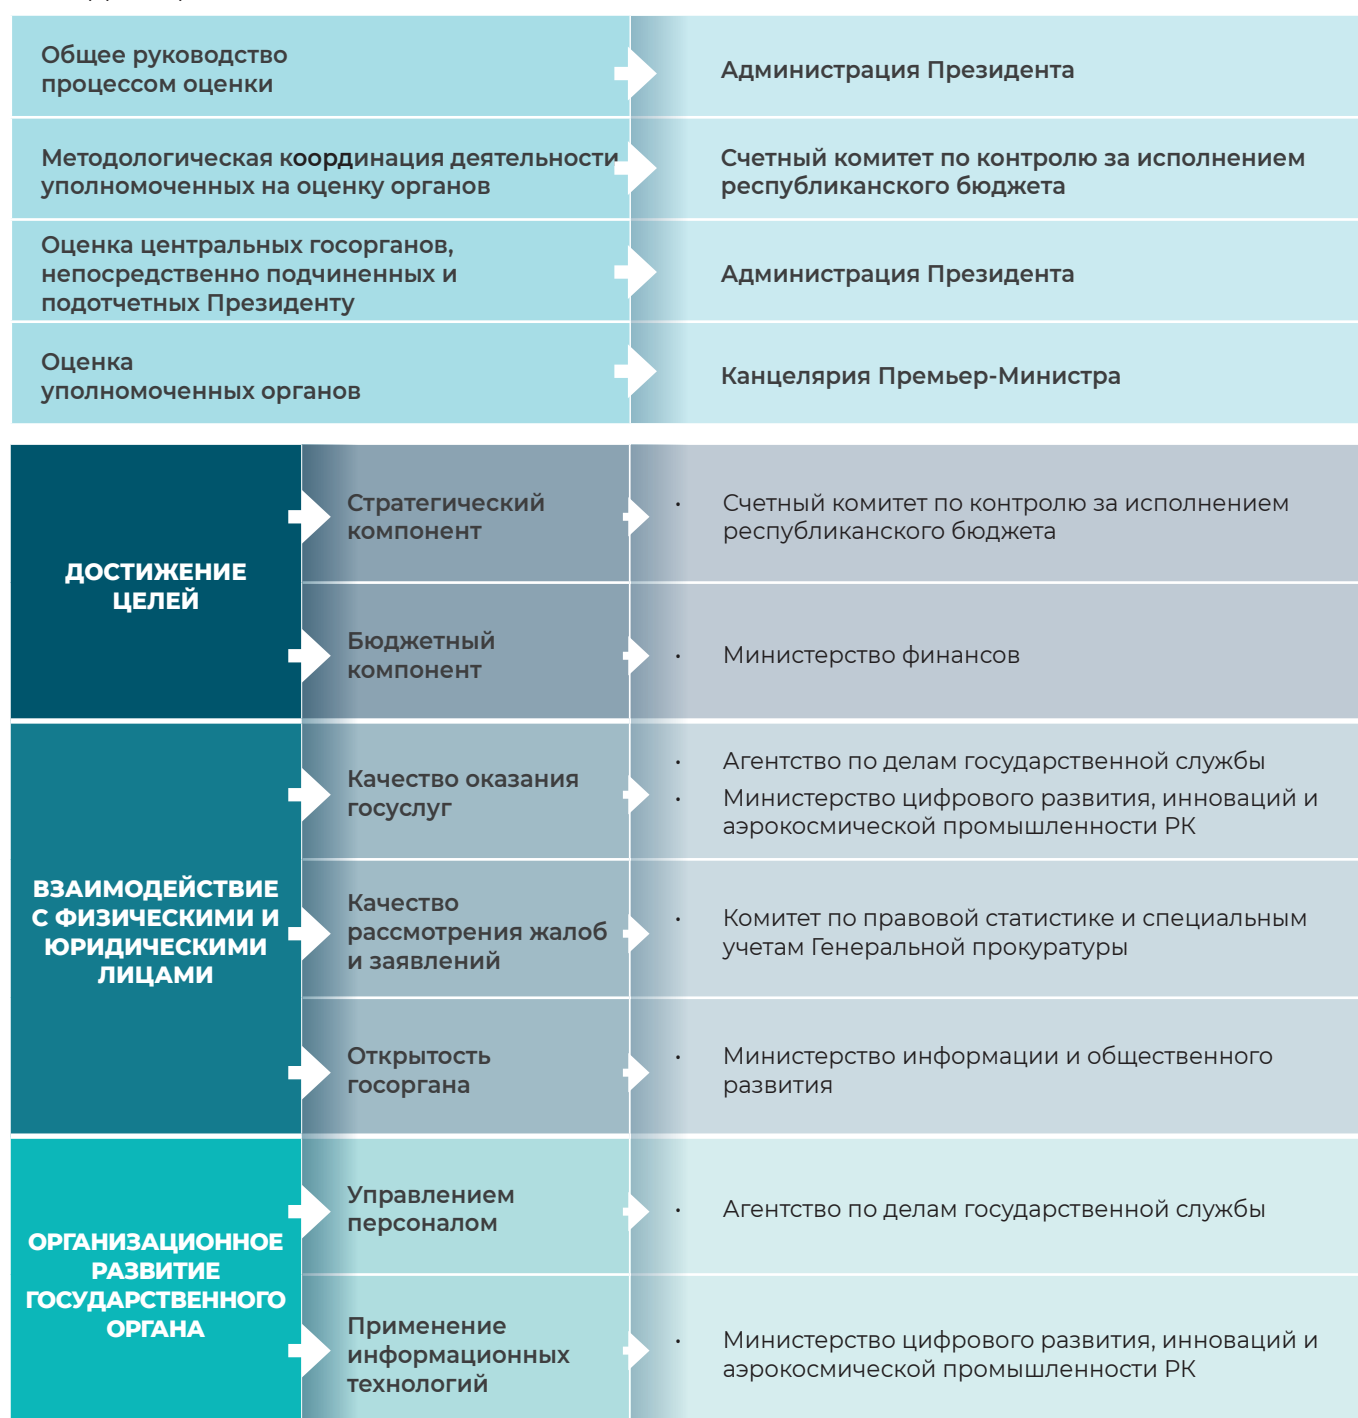 Общее руководство
процессом оценки
Администрация Президента
Методологическая координация деятельности
уполномоченных на оценку органов
Счетный комитет по контролю за исполнением
республиканского бюджета
Оценка центральных госорганов,
непосредственно подчиненных и
подотчетных Президенту
Администрация Президента
Оценка
уполномоченных органов
Канцелярия Премьер-Министра
ДОСТИЖЕНИЕ
ЦЕЛЕЙ
Стратегический
компонент
• Счетный комитет по контролю за исполнением
республиканского бюджета
Бюджетный
компонент
• Министерство финансов
ВЗАИМОДЕЙСТВИЕ
С ФИЗИЧЕСКИМИ И
ЮРИДИЧЕСКИМИ
ЛИЦАМИ
Качество оказания
госуслуг
• Агентство по делам государственной службы
• Министерство цифрового развития, инноваций и
аэрокосмической промышленности РК
Качество
рассмотрения жалоб
и заявлений
• Комитет по правовой статистике и специальным
учетам Генеральной прокуратуры
Открытость
госоргана
• Министерство информации и общественного
развития
ОРГАНИЗАЦИОННОЕ
РАЗВИТИЕ
ГОСУДАРСТВЕННОГО
ОРГАНА
Управлением
персоналом
• Агентство по делам государственной службы
Применение
информационных
технологий
• Министерство цифрового развития, инноваций и
аэрокосмической промышленности РК